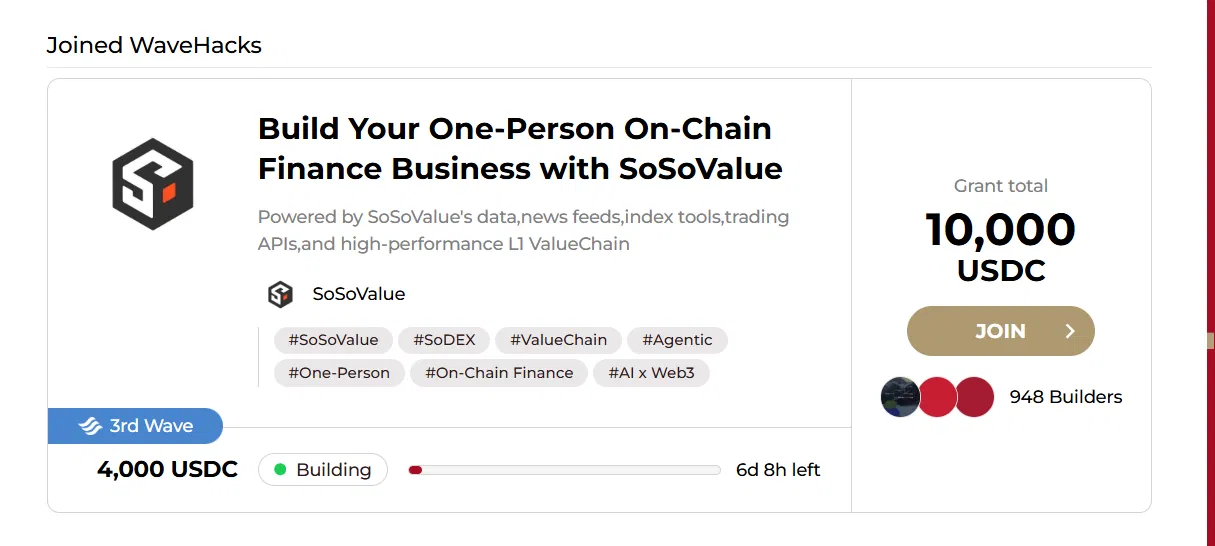 Joined WaveHacks
Build Your One-Person On-Chain
Finance Business with SoSoValue
Powered by SoSoValue's data,news feeds,index tools,trading
APIs,and high-performance L1 ValueChain
SoSoValue
#SoSoValue #SoDEX #ValueChain #Agentic
#One-Person #On-Chain Finance #AI x Web3
3rd Wave
4,000 USDC Building 6d 8h left
Grant total
10,000
USDC
JOIN
948 Builders